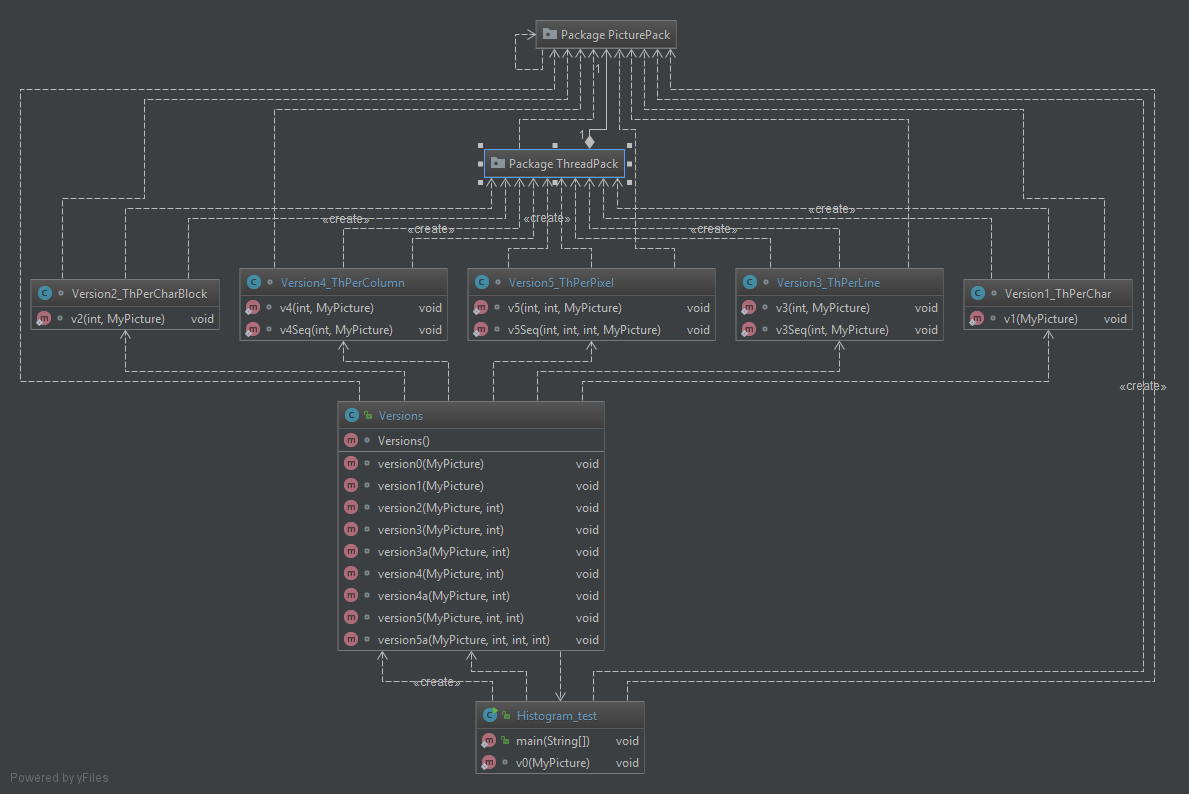 Package PicturePack
1
1
Package ThreadPack
«create»
«create»
«create»
«create»
«create»
Version2_ThPerCharBlock
v2(int, MyPicture) void
Version4_ThPerColumn
v4(int, MyPicture) void
v4Seq(int, MyPicture) void
Version5_ThPerPixel
v5(int, int, MyPicture) void
v5Seq(int, int, int, MyPicture) void
Version3_ThPerLine
v3(int, MyPicture) void
v3Seq(int, MyPicture) void
Version1_ThPerChar
v1(MyPicture) void
«create»
Versions
Versions()
version0(MyPicture) void
version1(MyPicture) void
version2(MyPicture, int) void
version3(MyPicture, int) void
version3a(MyPicture, int) void
version4(MyPicture, int) void
version4a(MyPicture, int) void
version5(MyPicture, int, int) void
version5a(MyPicture, int, int, int) void
«create»
Histogram_test
main(String[]) void
v0(MyPicture) void
Powered by yFiles